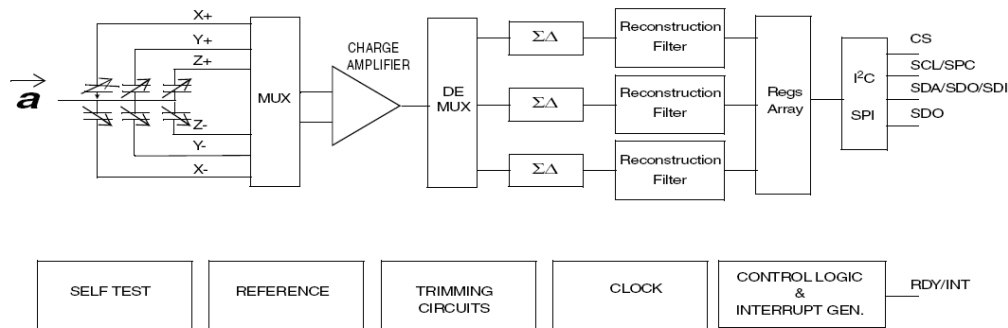 X+
Y+
Z+
a
Z-
Y-
X-
MUX
CHARGE
AMPLIFIER
DE
MUX
ΣΔ
ΣΔ
ΣΔ
Reconstruction
Filter
Reconstruction
Filter
Reconstruction
Filter
Regs
Array
I²C
SPI
CS
SCL/SPC
SDA/SDO/SDI
SDO
SELF TEST
REFERENCE
TRIMMING
CIRCUITS
CLOCK
CONTROL LOGIC
&
INTERRUPT GEN.
RDY/INT